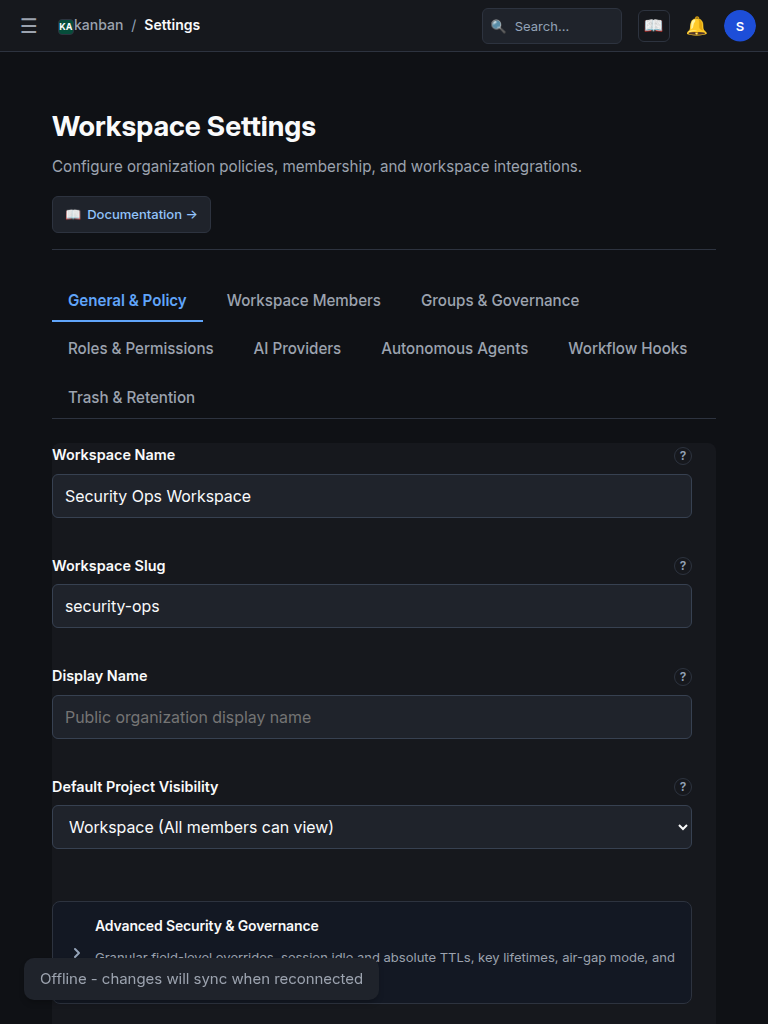 ☰ KA kanban / Settings Search... S
Workspace Settings
Configure organization policies, membership, and workspace integrations.
Documentation →
General & Policy Workspace Members Groups & Governance
Roles & Permissions AI Providers Autonomous Agents Workflow Hooks
Trash & Retention
Workspace Name ?
Security Ops Workspace
Workspace Slug ?
security-ops
Display Name ?
Public organization display name
Default Project Visibility ?
Workspace (All members can view)
Advanced Security & Governance
Granular field-level overrides, session idle and absolute TTLs, key lifetimes, air-gap mode, and
Offline - changes will sync when reconnected